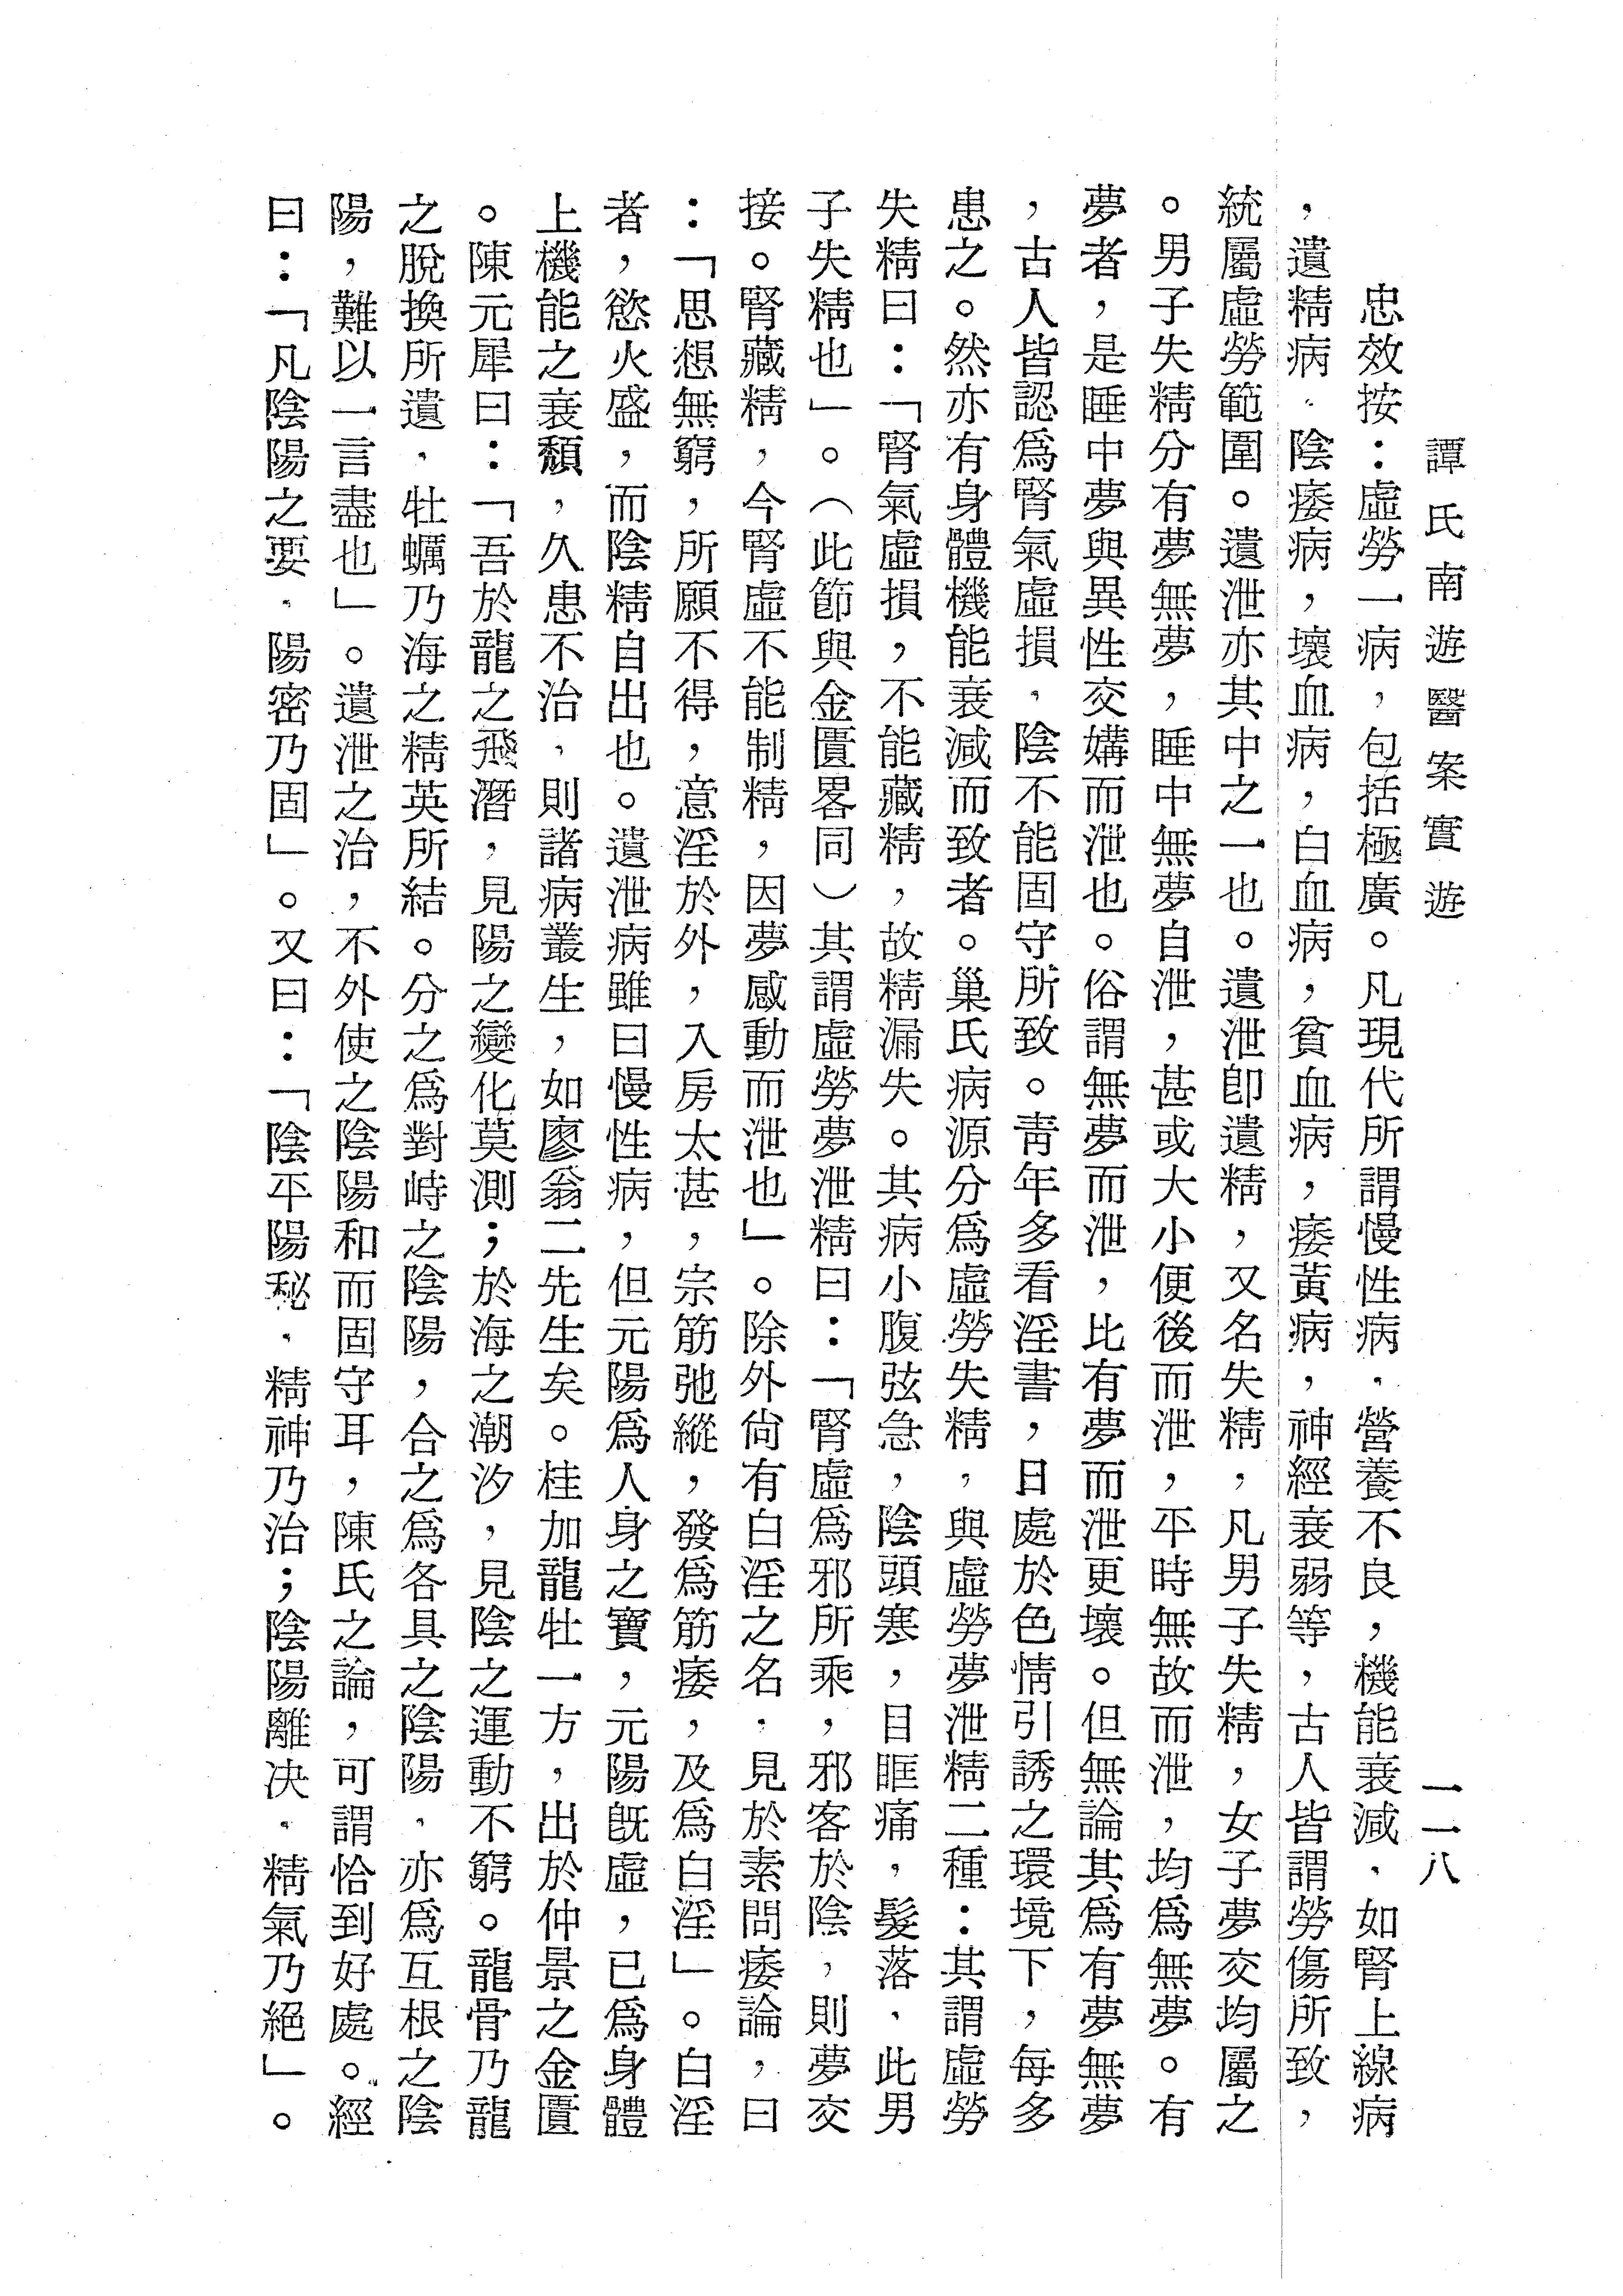 譚氏南遊醫案實遊
一一八
忠效按：虛勞一病，包括極廣。凡現代所謂慢性病．營養不良，機能衰減．如腎上線病
，遺精病．陰痿病，壞血病，白血病，貧血病，痿黃病，神經衰弱等，古人皆謂勞傷所致，
統屬虛勞範圍。遺泄亦其中之一也。遺泄卽遺精，又名失精，凡男子失精，女子夢交均屬之
。男子失精分有夢無夢，睡中無夢自泄，甚或大小便後而泄，平時無故而泄，均爲無夢。有
夢者，是睡中夢與異性交媾而泄也。俗謂無夢而泄，比有夢而泄更壞。但無論其爲有夢無夢
，古人皆認爲腎氣虛損．陰不能固守所致。靑年多看淫書，日處於色情引誘之環境下，每多
患之。然亦有身體機能衰減而致者。巢氏病源分爲虛勞失精，與虛勞夢泄精二種：其謂虛勞
失精曰：「腎氣虛損，不能藏精，故精漏失。其病小腹弦急，陰頭寒，目眶痛，髮落．此男
子失精也」。（此節與金匱畧同）其謂虛勞夢泄精曰：「腎虛爲邪所乘，邪客於陰，則夢交
接。腎藏精，今腎虛不能制精，因夢感動而泄也」。除外尙有白淫之名．見於素問痿論，曰
：「思想無窮，所願不得，意淫於外，入房太甚，宗筋弛縱，發爲筋痿，及爲白淫」。白淫
者，慾火盛，而陰精自出也。遺泄病雖曰慢性病，但元陽爲人身之寶，元陽旣虛，已爲身體
上機能之衰頹，久患不治．則諸病叢生，如廖翁二先生矣。桂加龍牡一方，出於仲景之金匱
。陳元犀曰：「吾於龍之飛潛，見陽之變化莫測；於海之潮汐，見陰之運動不窮。龍骨乃龍
之脫換所遺．牡蠣乃海之精英所結。分之爲對峙之陰陽，合之爲各具之陰陽．亦爲互根之陰
陽，難以一言盡也」。遺泄之治，不外使之陰陽和而固守耳，陳氏之論，可謂恰到好處。經
曰：「凡陰陽之要．陽密乃固」。又曰：「陰平陽秘．精神乃治；陰陽離决．精氣乃絕」。